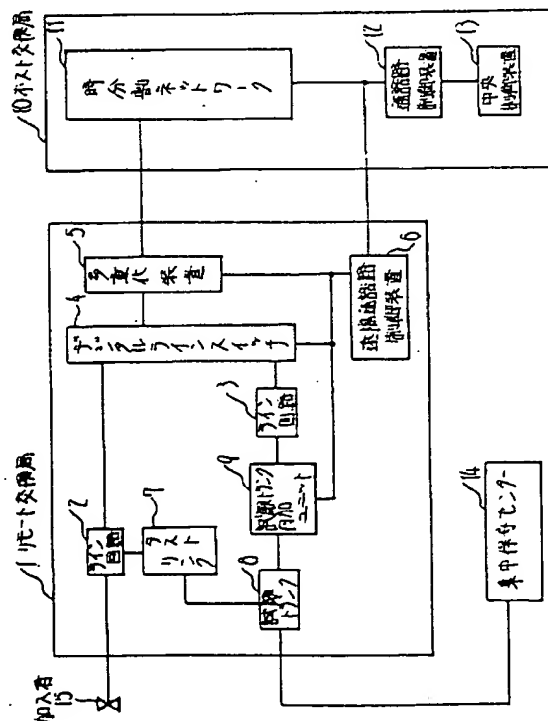 10 ホスト交換局
11
時分割ネットワーク
12
通話路
制御装置
13
中央
制御装置
1 リモート交換局
5
多重化装置
4
デジタルラインスイッチ
6
遠隔通話路
制御装置
3
ライン
回路
9
試験トランク
付加
ユニット
2
ライン
回路
7
テスト
リンク
8
試験
トランク
加入者
15
14
集中保守センター